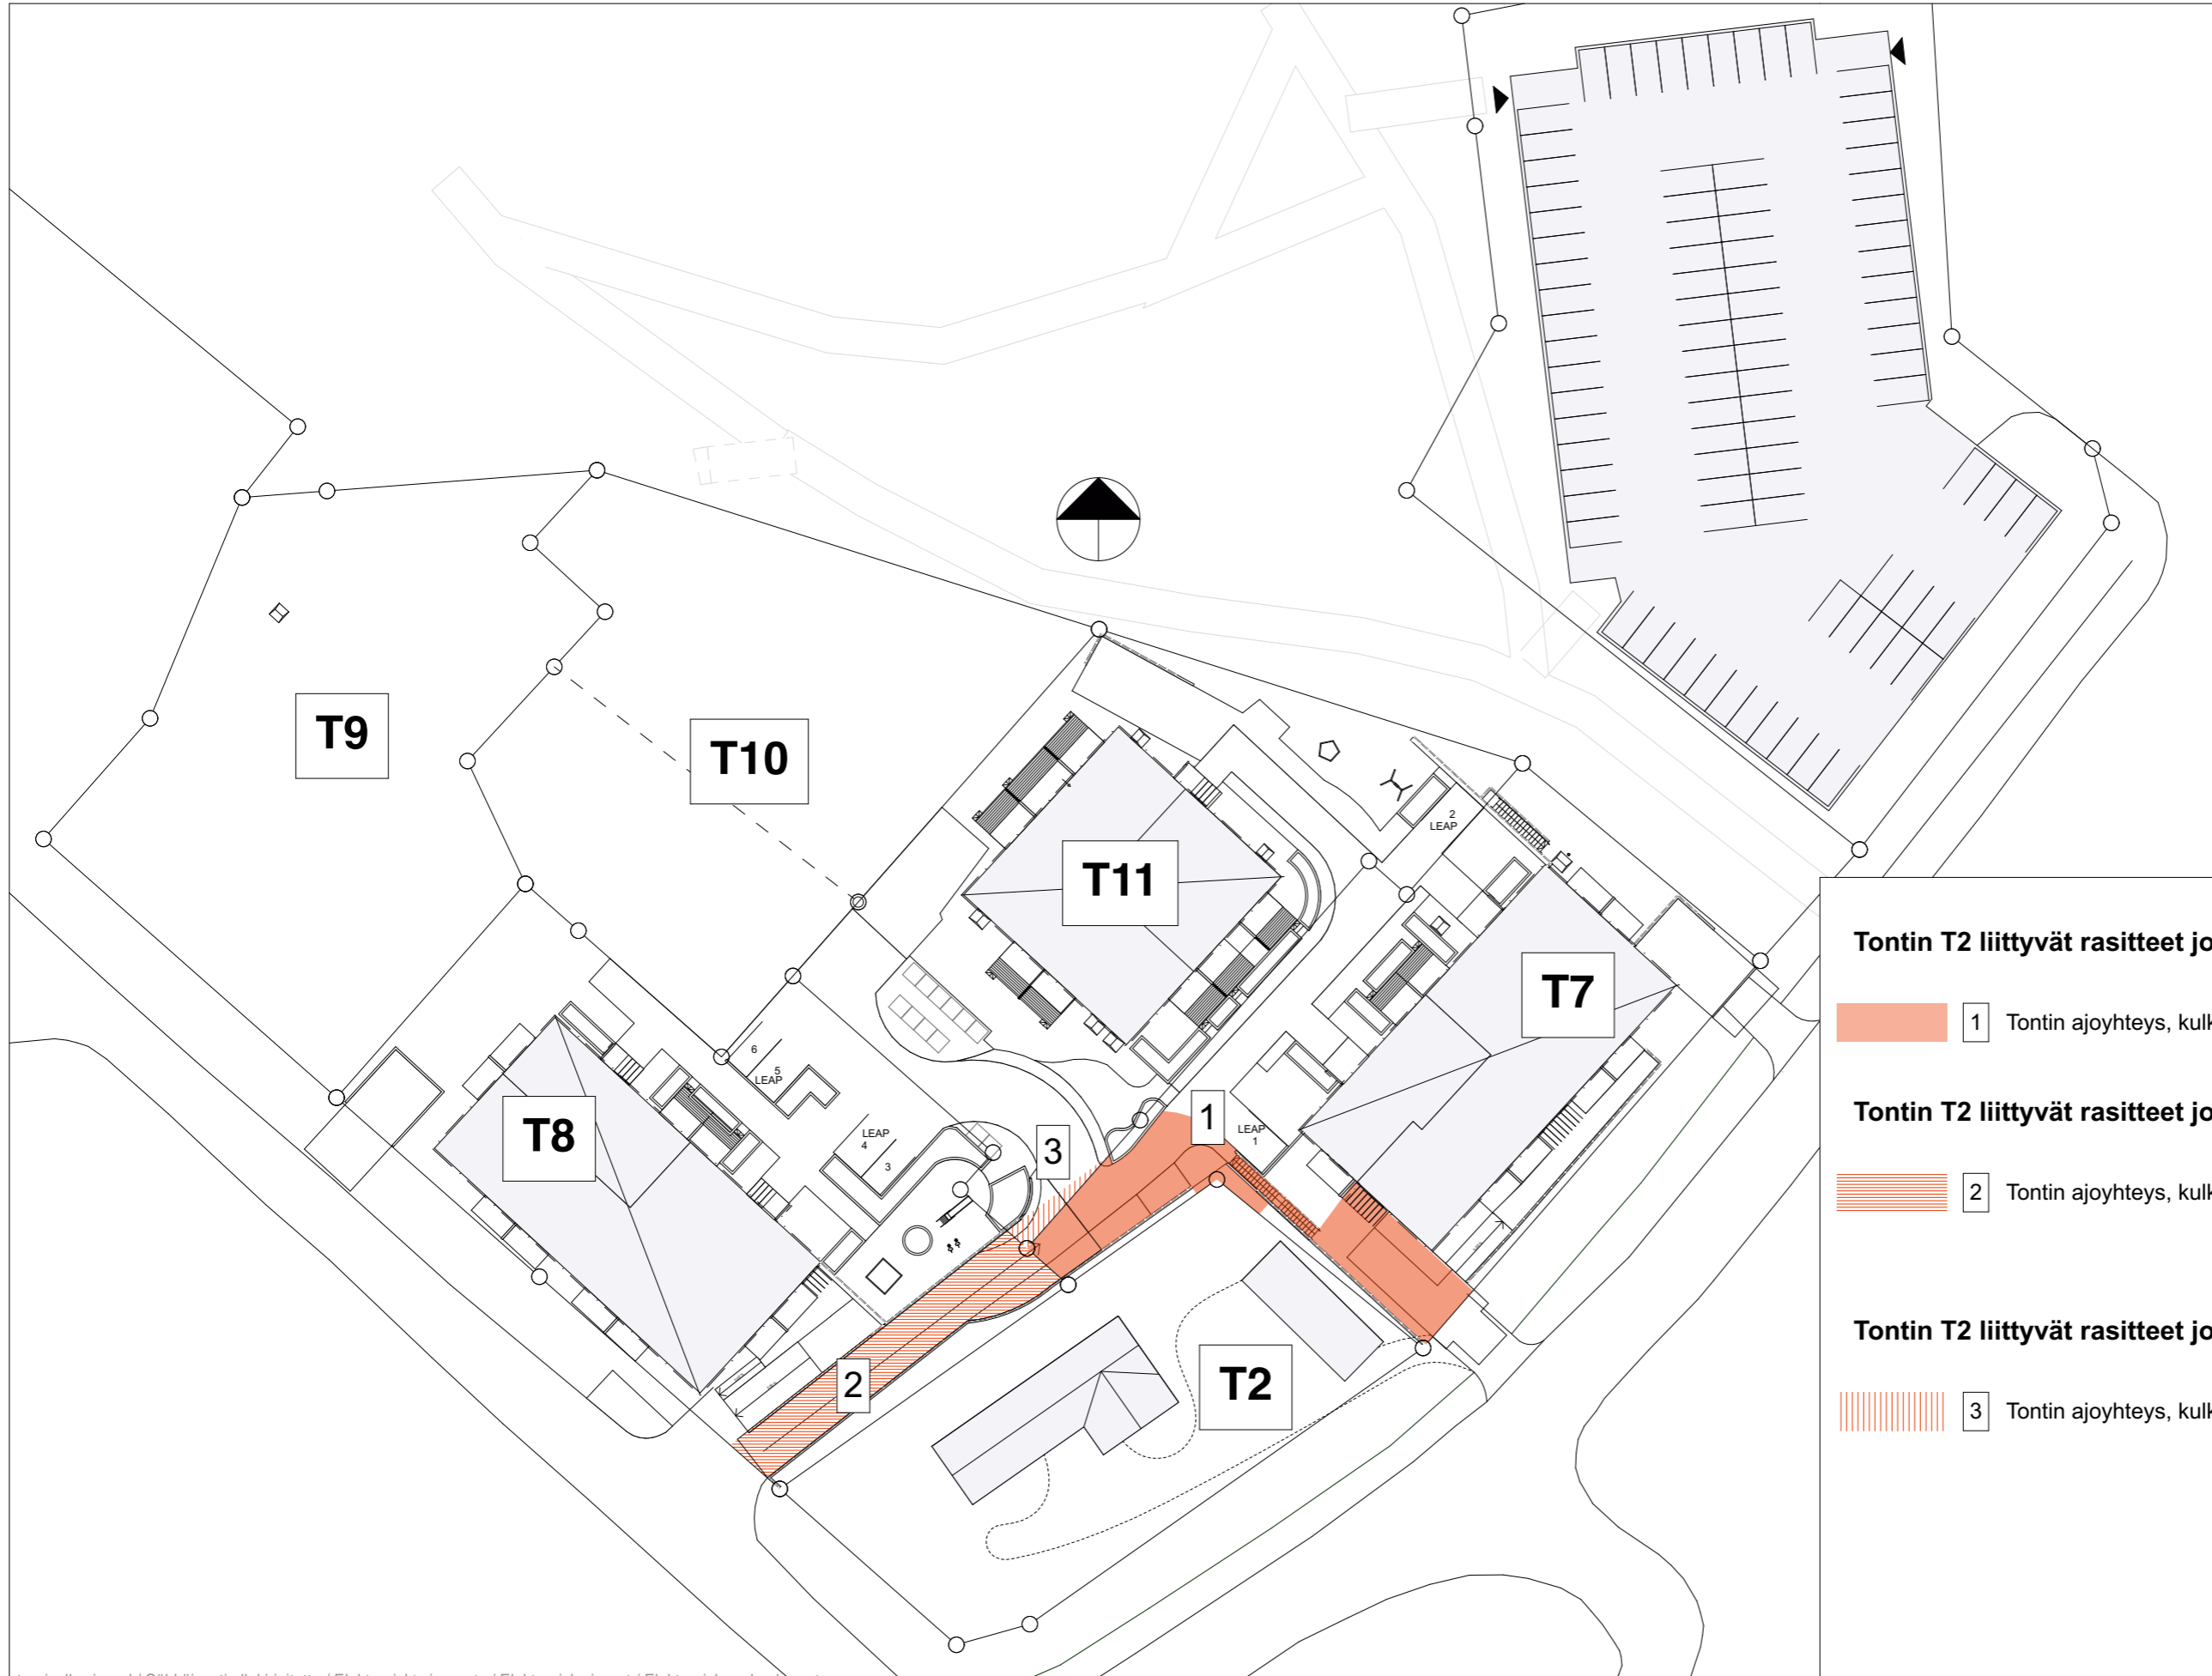 T9
T10
T11
2
LEAP
T7
6
5
LEAP
LEAP
4
3
T8
1
LEAP
1
3
2
T2
Tontin T2 liittyvät rasitteet jo
1 Tontin ajoyhteys, kulk
Tontin T2 liittyvät rasitteet jo
2 Tontin ajoyhteys, kulk
Tontin T2 liittyvät rasitteet jo
3 Tontin ajoyhteys, kulk